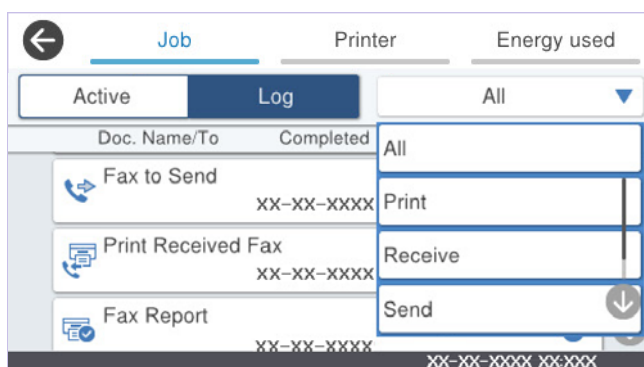 Job Printer Energy used
Active Log All
Doc. Name/To Completed
All
Fax to Send
XX-XX-XXXX
Print
Print Received Fax
XX-XX-XXXX
Receive
Fax Report
XX-XX-XXXX
Send
XX-XX-XXXX XX:XXX